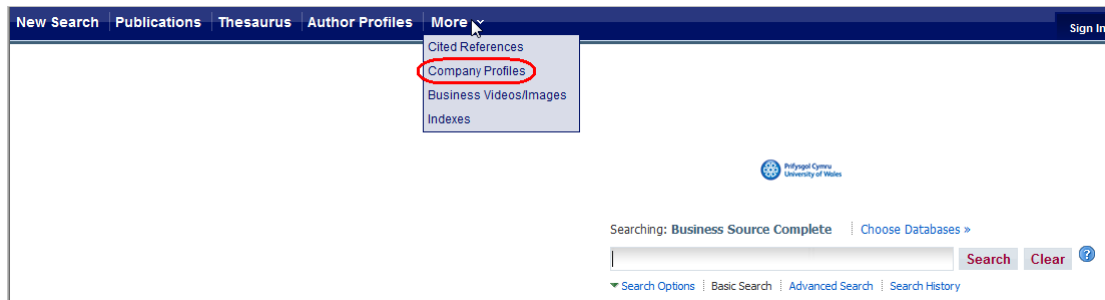 New Search Publications Thesaurus Author Profiles More
Sign In
Cited References
Company Profiles
Business Videos/Images
Indexes
Prifysgol Cymru
University of Wales
Searching: Business Source Complete Choose Databases »
Search Clear ?
Search Options Basic Search Advanced Search Search History